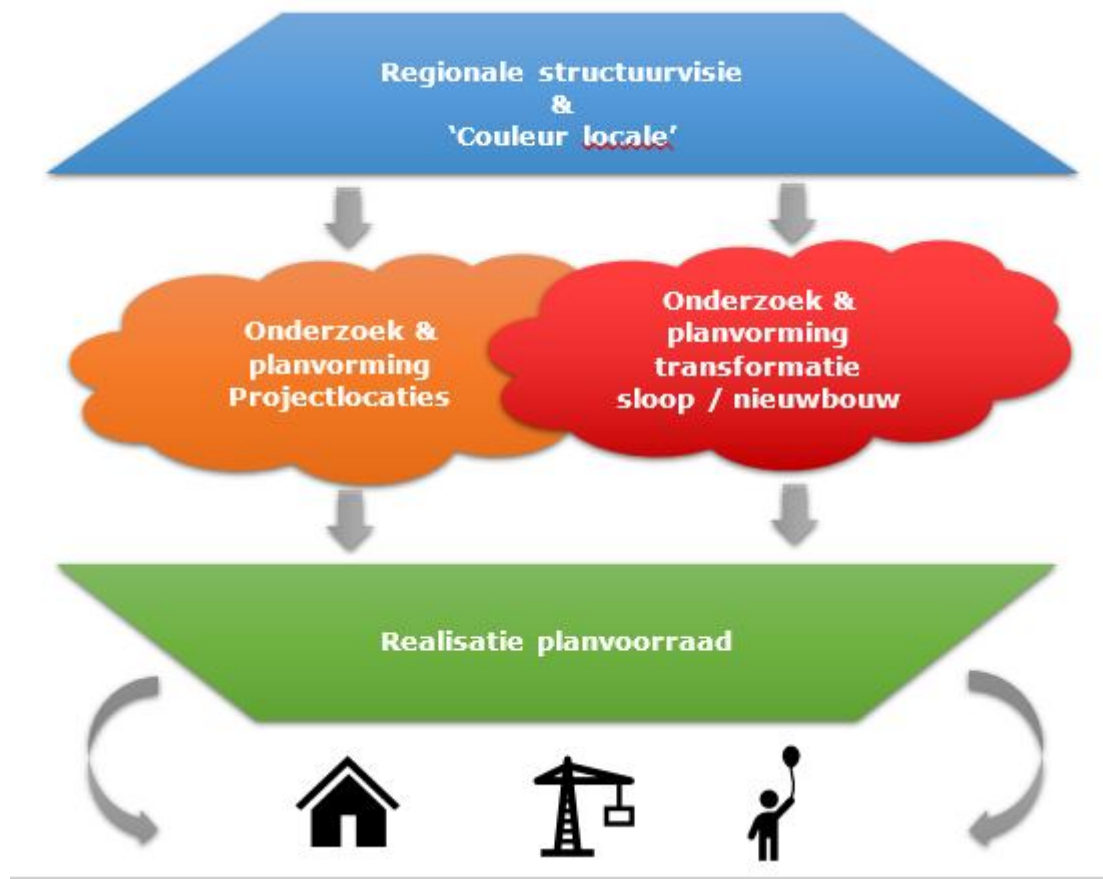 Regionale structuurvisie
&
‘Couleur locale’
Onderzoek &
planvorming
Projectlocaties
Onderzoek &
planvorming
transformatie
sloop / nieuwbouw
Realisatie planvoorraad